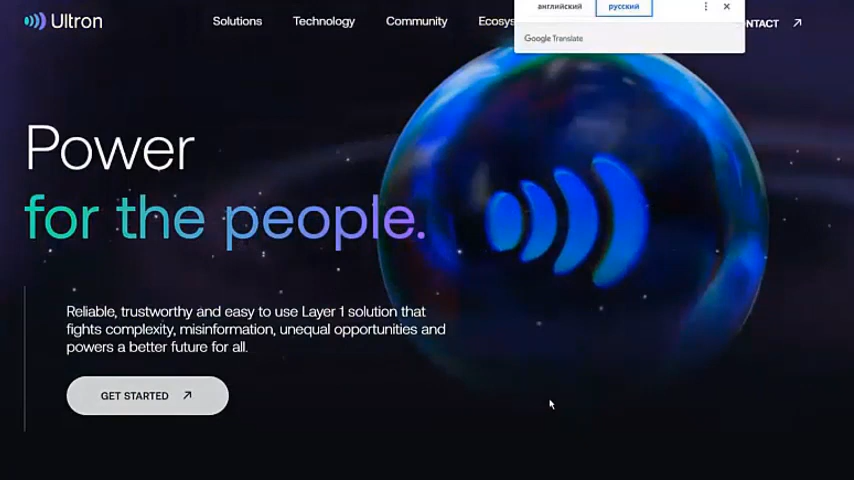 Ultron
Solutions
Technology
Community
английский
русский
Google Translate
Power
for the people.
Reliable, trustworthy and easy to use Layer 1 solution that
fights complexity, misinformation, unequal opportunities and
powers a better future for all.
GET STARTED